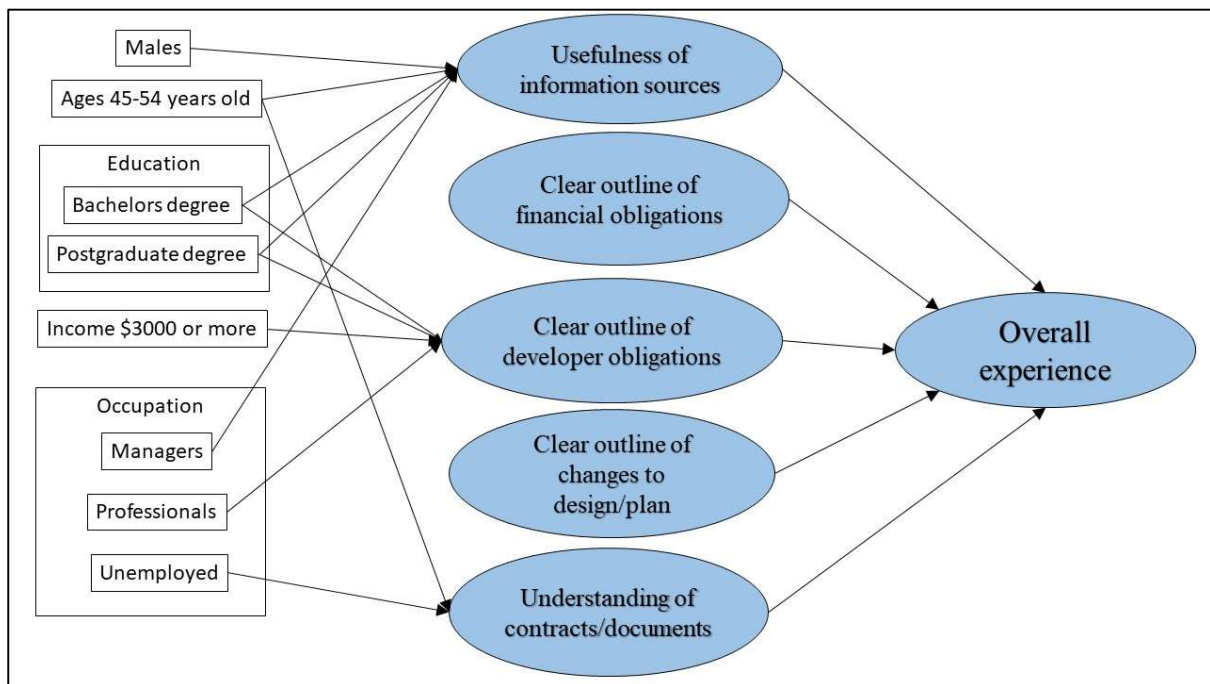 Males
Ages 45-54 years old
Education
Bachelors degree
Postgraduate degree
Income $3000 or more
Occupation
Managers
Professionals
Unemployed
Usefulness of
information sources
Clear outline of
financial obligations
Clear outline of
developer obligations
Clear outline of
changes to
design/plan
Understanding of
contracts/documents
Overall
experience